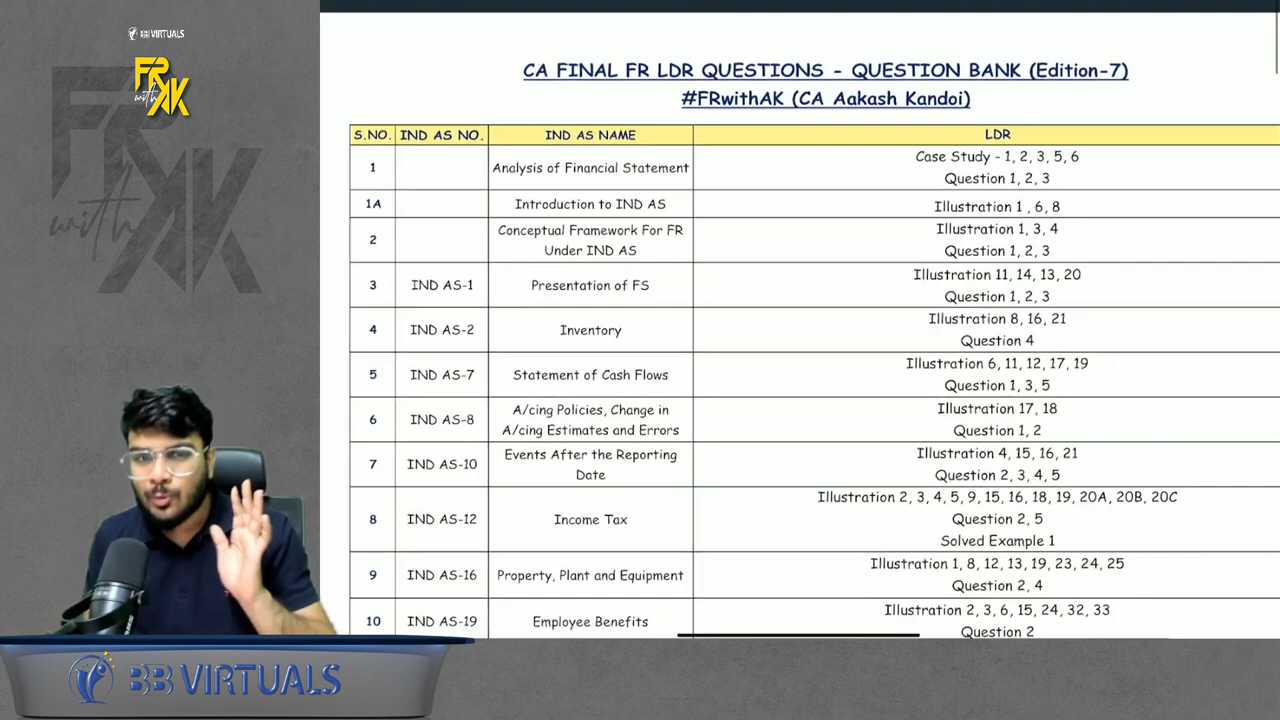 BB VIRTUALS
FR
with
AK
FR
with
AK
CA FINAL FR LDR QUESTIONS - QUESTION BANK (Edition-7)
#FRwithAK (CA Aakash Kandoi)
S.NO. IND AS NO. IND AS NAME LDR
1 Analysis of Financial Statement Case Study - 1, 2, 3, 5, 6
Question 1, 2, 3
1A Introduction to IND AS Illustration 1 , 6, 8
2 Conceptual Framework For FR Under IND AS Illustration 1, 3, 4
Question 1, 2, 3
3 IND AS-1 Presentation of FS Illustration 11, 14, 13, 20
Question 1, 2, 3
4 IND AS-2 Inventory Illustration 8, 16, 21
Question 4
5 IND AS-7 Statement of Cash Flows Illustration 6, 11, 12, 17, 19
Question 1, 3, 5
6 IND AS-8 A/cing Policies, Change in A/cing Estimates and Errors Illustration 17, 18
Question 1, 2
7 IND AS-10 Events After the Reporting Date Illustration 4, 15, 16, 21
Question 2, 3, 4, 5
8 IND AS-12 Income Tax Illustration 2, 3, 4, 5, 9, 15, 16, 18, 19, 20A, 20B, 20C
Question 2, 5
Solved Example 1
9 IND AS-16 Property, Plant and Equipment Illustration 1, 8, 12, 13, 19, 23, 24, 25
Question 2, 4
10 IND AS-19 Employee Benefits Illustration 2, 3, 6, 15, 24, 32, 33
Question 2
BB VIRTUALS